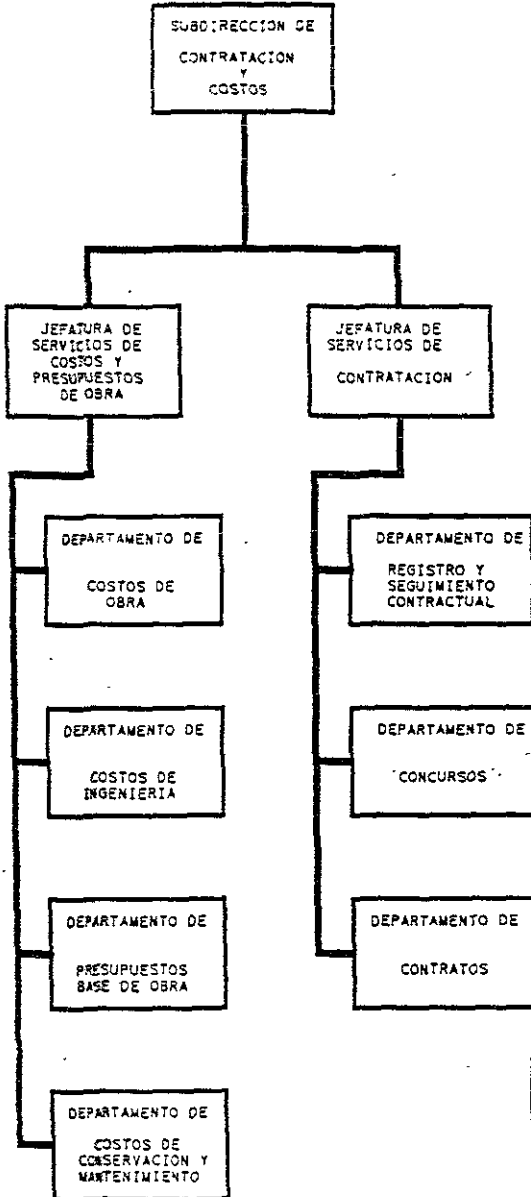 SUBDIRECCION DE
CONTRATACION
Y
COSTOS
JEFATURA DE
SERVICIOS DE
COSTOS Y
PRESUPUESTOS
DE OBRA
JEFATURA DE
SERVICIOS DE
CONTRATACION
DEPARTAMENTO DE
COSTOS DE
OBRA
DEPARTAMENTO DE
COSTOS DE
INGENIERIA
DEPARTAMENTO DE
PRESUPUESTOS
BASE DE OBRA
DEPARTAMENTO DE
COSTOS DE
CONSERVACION Y
MANTENIMIENTO
DEPARTAMENTO DE
REGISTRO Y
SEGUIMIENTO
CONTRACTUAL
DEPARTAMENTO DE
CONCURSOS
DEPARTAMENTO DE
CONTRATOS